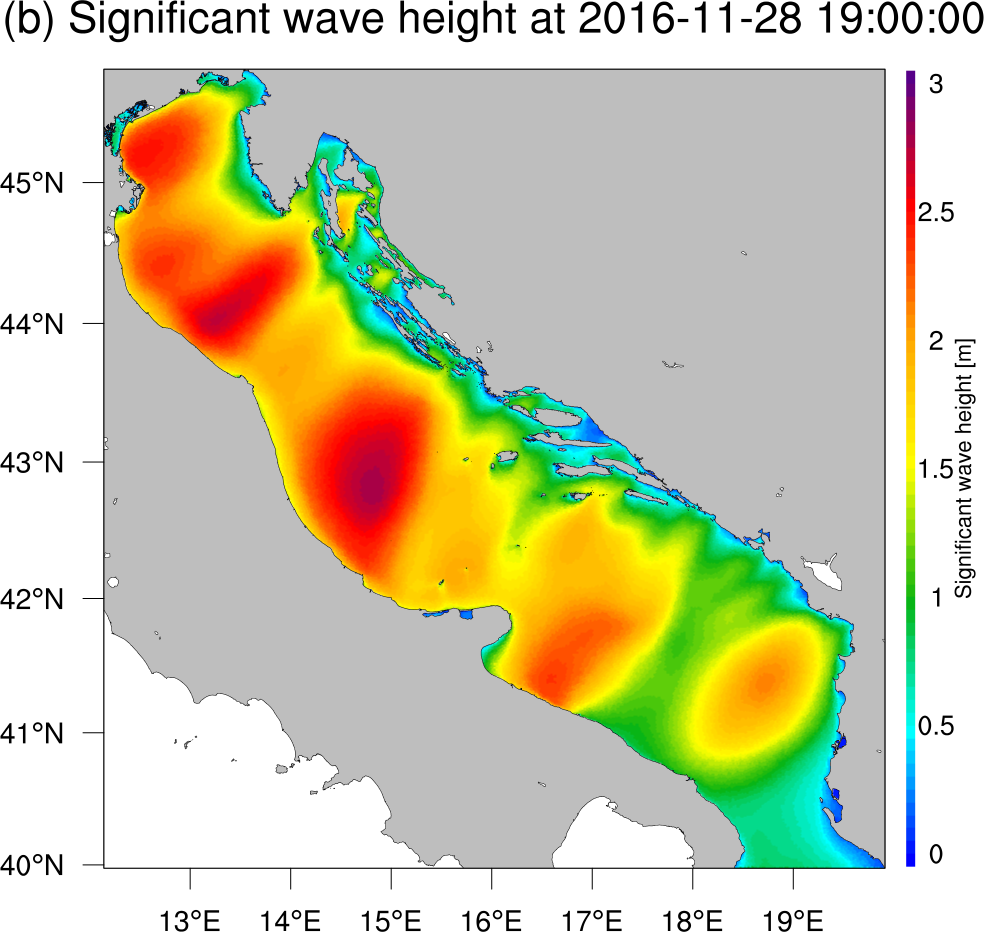 (b) Significant wave height at 2016-11-28 19:00:00
45°N
44°N
43°N
42°N
41°N
40°N
13°E 14°E 15°E 16°E 17°E 18°E 19°E
3
2.5
2
1.5
1
0.5
0
Significant wave height [m]